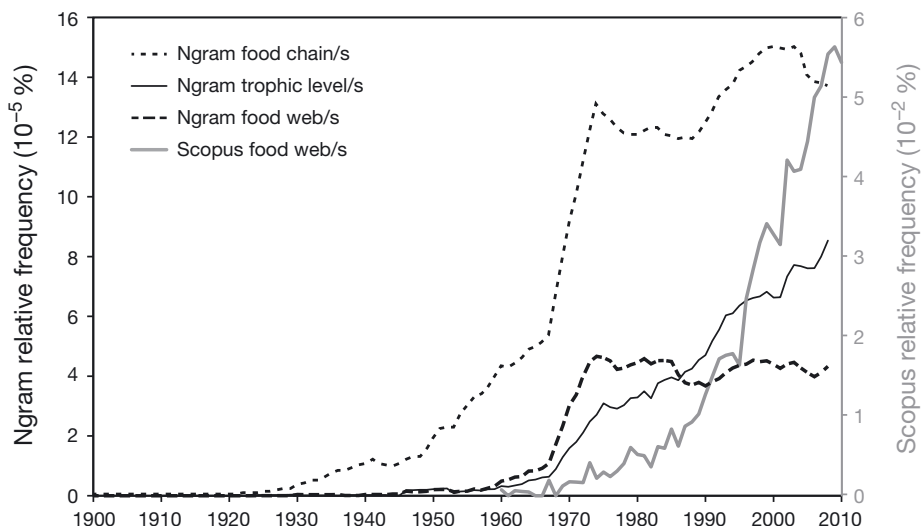 16
14
12
10
8
6
4
2
0
Ngram relative frequency (10⁻⁵ %)
Ngram food chain/s
Ngram trophic level/s
Ngram food web/s
Scopus food web/s
6
5
4
3
2
1
0
Scopus relative frequency (10⁻² %)
1900 1910 1920 1930 1940 1950 1960 1970 1980 1990 2000 2010